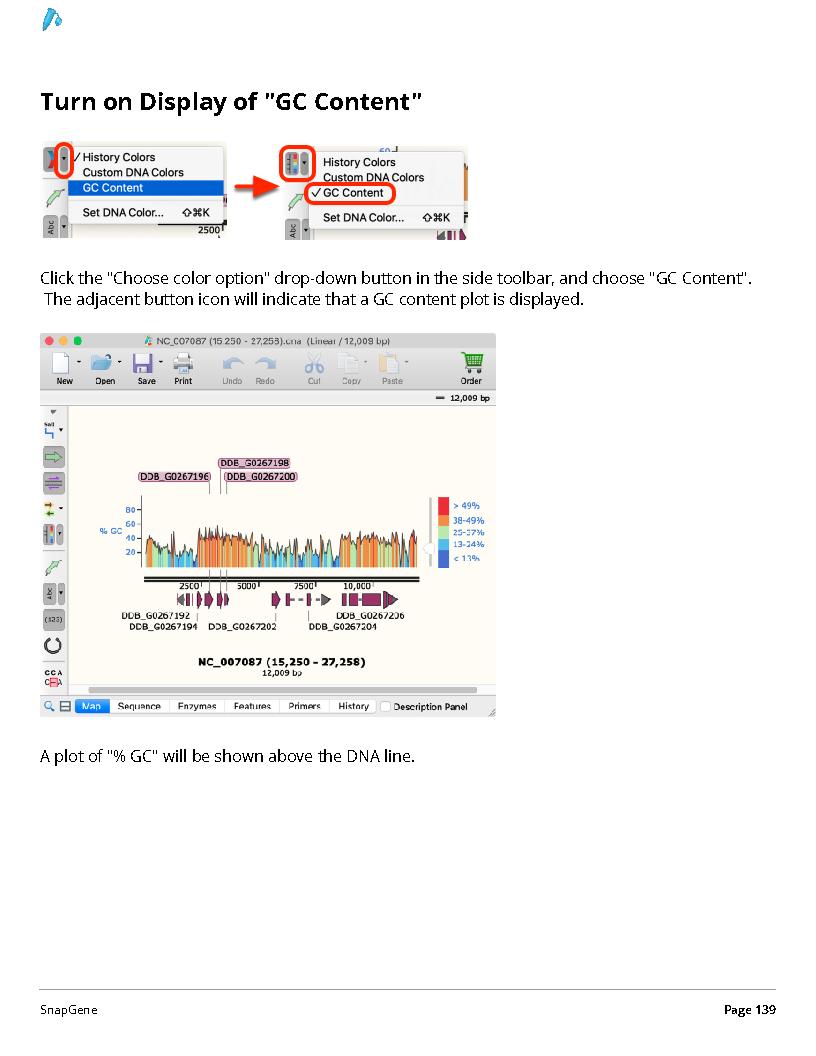 Turn on Display of "GC Content"
✓ History Colors
Custom DNA Colors
GC Content
Set DNA Color... ⇧⌘K
Abc
2500
History Colors
Custom DNA Colors
✓ GC Content
Set DNA Color... ⇧⌘K
Abc
Click the "Choose color option" drop-down button in the side toolbar, and choose "GC Content".
The adjacent button icon will indicate that a GC content plot is displayed.
NC_007087 (15,250 - 27,258).dna (Linear / 12,009 bp)
New Open Save Print Undo Redo Cut Copy Paste Order
12,009 bp
SalI
DDB_G0267198
DDB_G0267196 DDB_G0267200
80
60
% GC
40
20
> 49%
38-49%
25-37%
13-24%
< 13%
2500 5000 7500 10,000
Abc
(123)
DDB_G0267192 DDB_G0267206
DDB_G0267194 DDB_G0267202 DDB_G0267204
NC_007087 (15,250 - 27,258)
12,009 bp
CCA
Map Sequence Enzymes Features Primers History Description Panel
A plot of "% GC" will be shown above the DNA line.
SnapGene Page 139